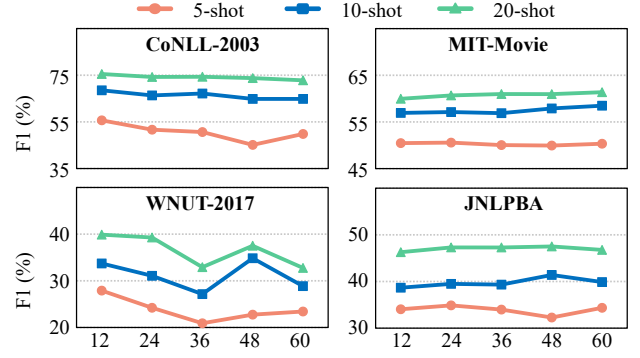 5-shot 10-shot 20-shot
CoNLL-2003 MIT-Movie
F1 (%)
75
55
35
65
55
45
WNUT-2017 JNLPBA
F1 (%)
40
30
20
50
40
30
12 24 36 48 60 12 24 36 48 60